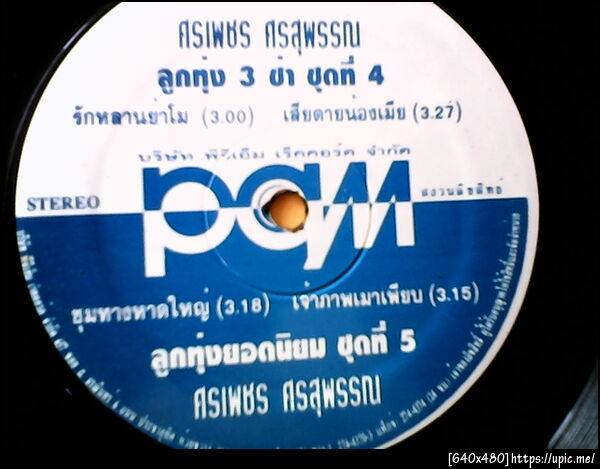 ศรเพชร ศรสุพรรณ
ลูกทุ่ง 3 ช่า ชุดที่ 4
รักหลานย่าโม (3.00) เสียดายน้องเมีย (3.27)
บริษัท พีจีเอ็ม เรคคอร์ด จำกัด
STEREO
pgm
สงวนลิขสิทธิ์
ชุมทางหาดใหญ่ (3.18) เจ้าภาพเมาเพียบ (3.15)
ลูกทุ่งยอดนิยม ชุดที่ 5
ศรเพชร ศรสุพรรณ
[640x480]https://upic.me/